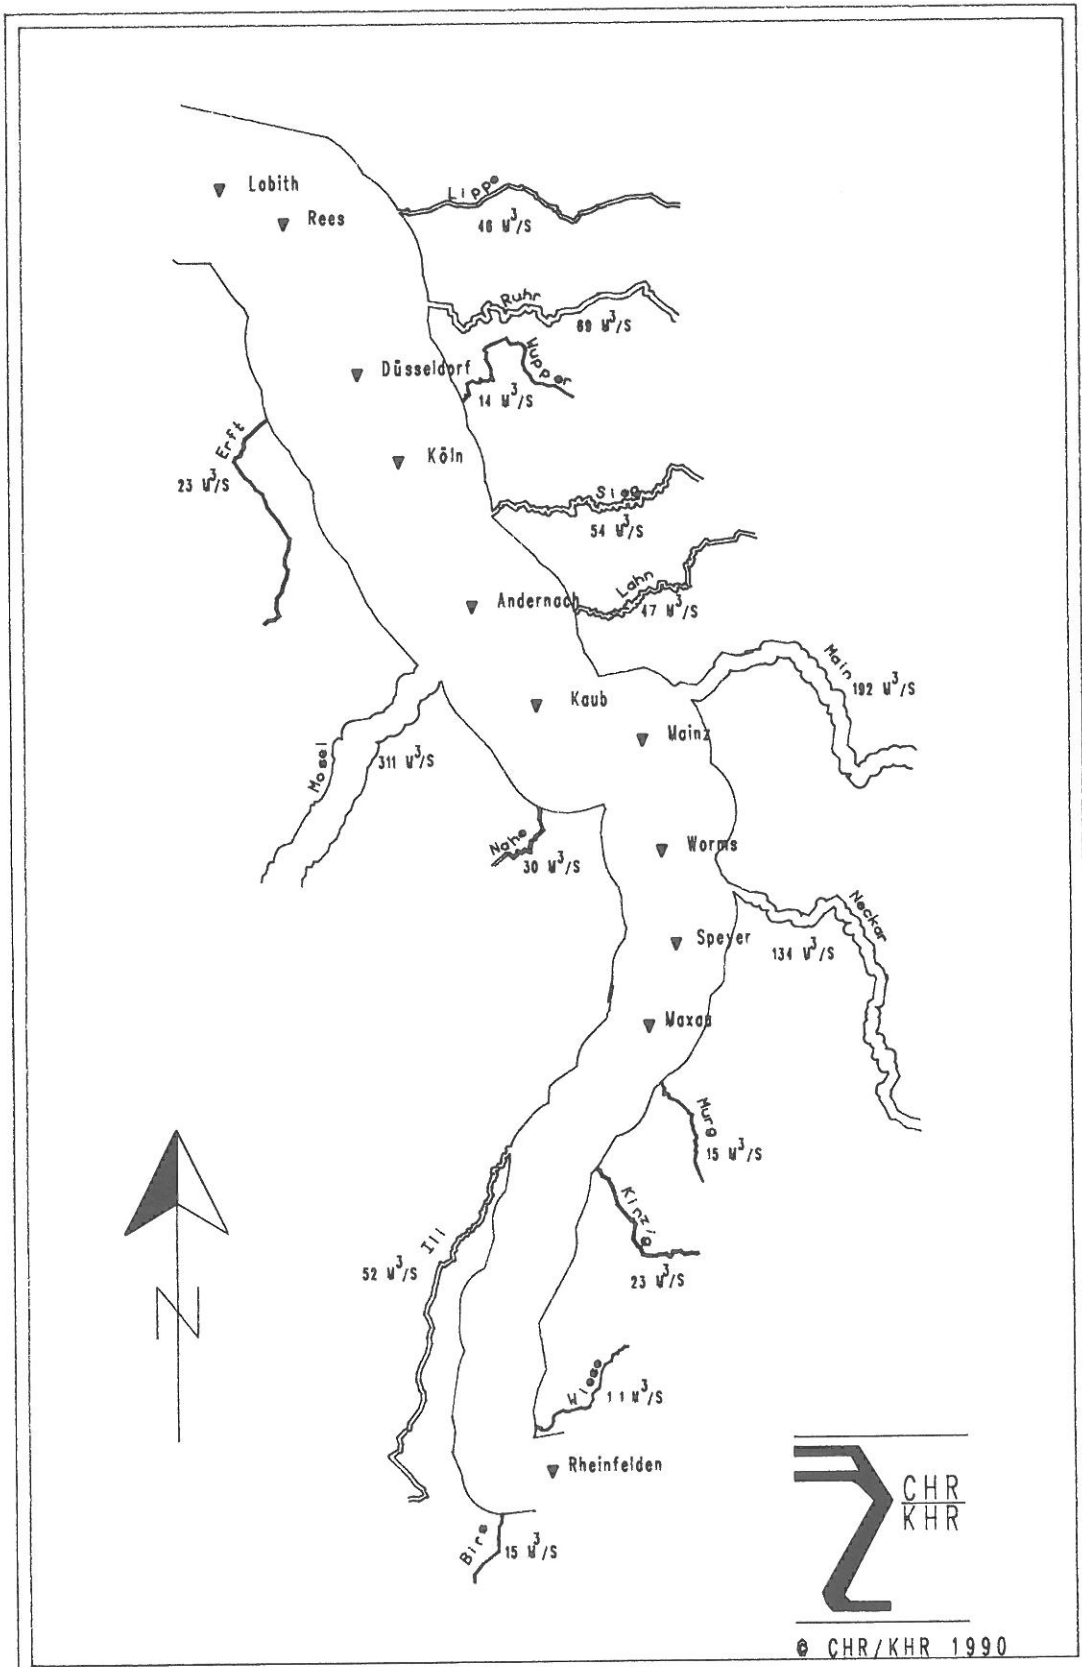 Lobith
Rees
Lippe
46 M³/S
Ruhr
69 M³/S
Düsseldorf
Wupper
14 M³/S
Erft
23 M³/S
Köln
Sieg
54 M³/S
Andernach
Lahn
47 M³/S
Main
192 M³/S
Kaub
Mainz
Mosel
311 M³/S
Nahe
30 M³/S
Worms
Neckar
134 M³/S
Speyer
Maxau
Murg
15 M³/S
Kinzig
23 M³/S
Ill
52 M³/S
N
Wiese
11 M³/S
Rheinfelden
Birs
15 M³/S
CHR
KHR
© CHR/KHR 1990